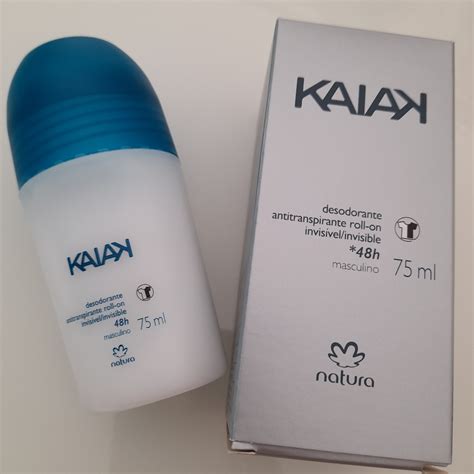 KAIAK
desodorante
antitranspirante roll-on
invisível/invisible
48h
masculino 75 ml
natura
KAIAK
desodorante
antitranspirante roll-on
invisível/invisible
*48h
masculino 75 ml
natura